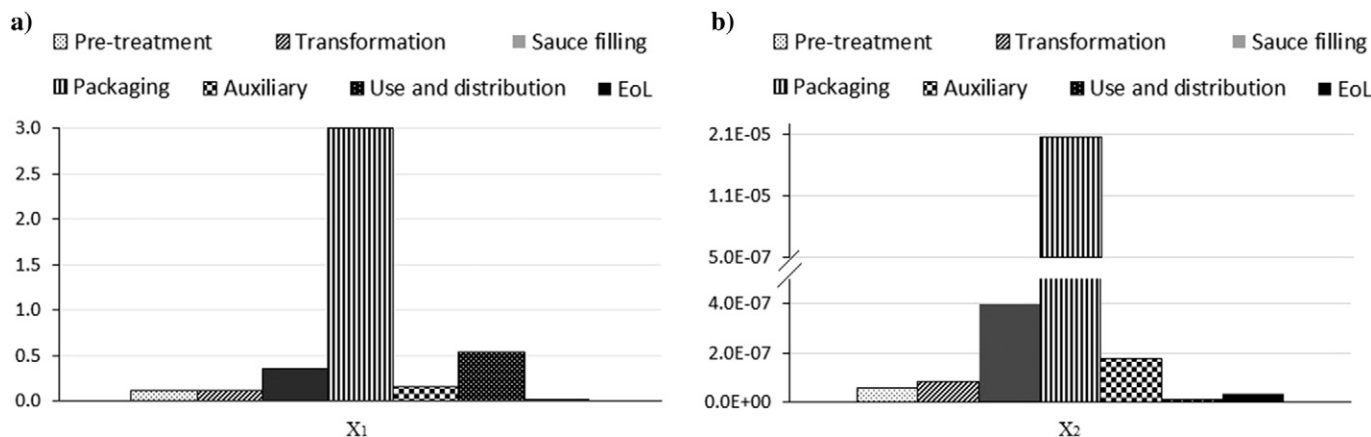 a)
Pre-treatment Transformation Sauce filling
Packaging Auxiliary Use and distribution EoL
3.0
2.5
2.0
1.5
1.0
0.5
0.0
X1
b)
Pre-treatment Transformation Sauce filling
Packaging Auxiliary Use and distribution EoL
2.1E-05
1.1E-05
5.0E-07
4.0E-07
2.0E-07
0.0E+00
X2